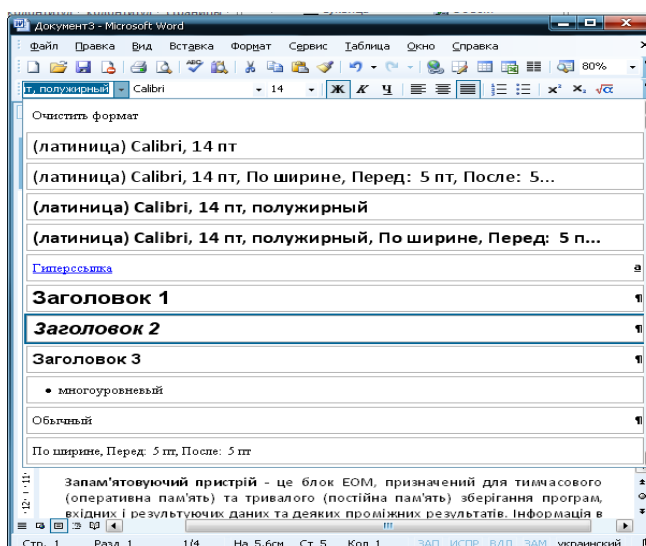 Документ3 - Microsoft Word
Файл Правка Вид Вставка Формат Сервис Таблица Окно Справка
80%
т, полужирный Calibri 14 Ж К Ч
Очистить формат
(латиница) Calibri, 14 пт
(латиница) Calibri, 14 пт, По ширине, Перед: 5 пт, После: 5...
(латиница) Calibri, 14 пт, полужирный
(латиница) Calibri, 14 пт, полужирный, По ширине, Перед: 5 п...
Гиперссылка a
Заголовок 1 ¶
Заголовок 2 ¶
Заголовок 3 ¶
• многоуровневый
Обычный ¶
По ширине, Перед: 5 пт, После: 5 пт
Запам'ятовуючий пристрій - це блок ЕОМ, призначений для тимчасового
(оперативна пам'ять) та тривалого (постійна пам'ять) зберігання програм,
вхідних і результуючих даних та деяких проміжних результатів. Інформація в
Стр. 1 Разд 1 1/4 На 5,6см Ст 5 Кол 1 ЗАП ИСПР ВДЛ ЗАМ украинский